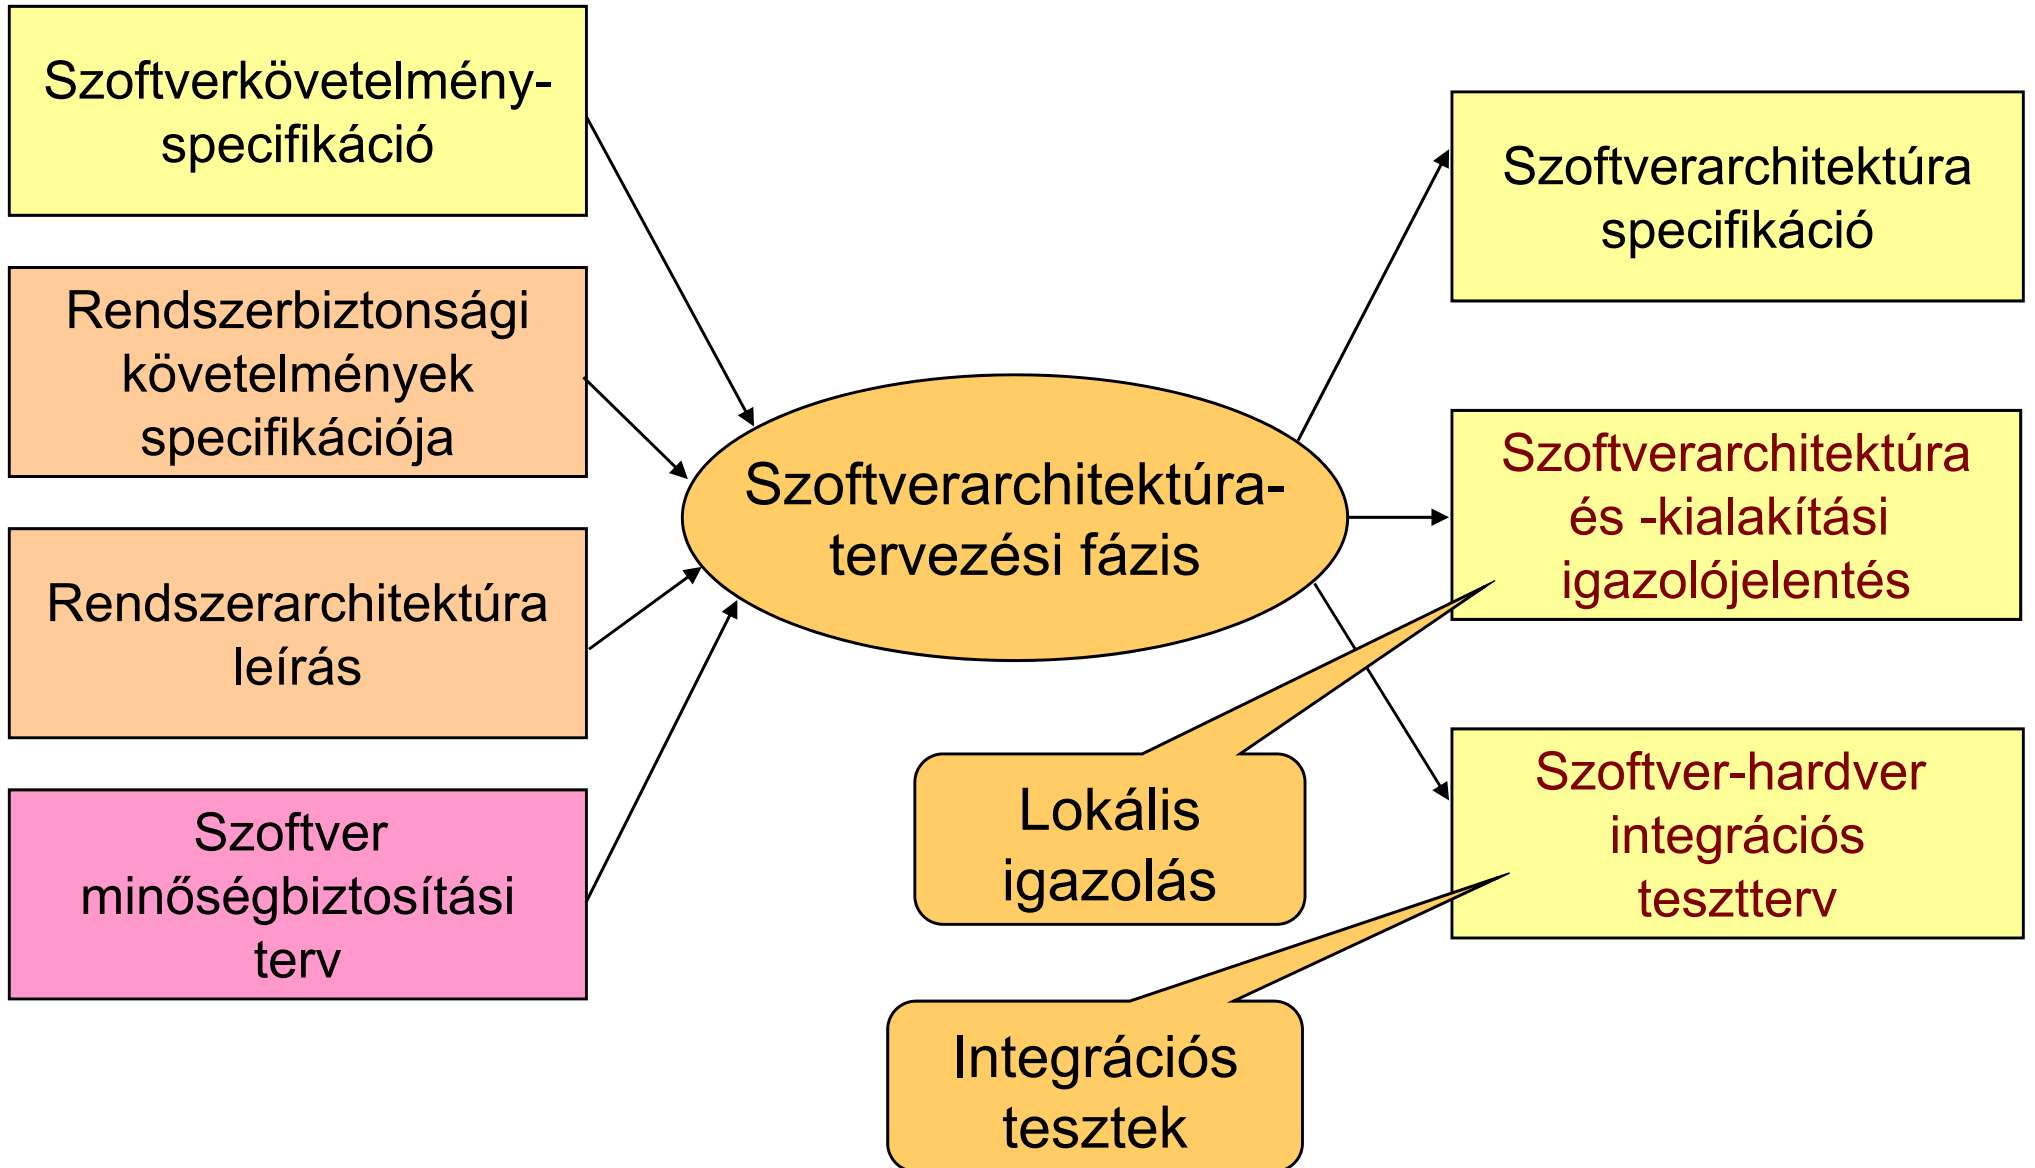 Szoftverkövetelmény-
specifikáció
Rendszerbiztonsági
követelmények
specifikációja
Rendszerarchitektúra
leírás
Szoftver
minőségbiztosítási
terv
Szoftverarchitektúra-
tervezési fázis
Szoftverarchitektúra
specifikáció
Szoftverarchitektúra
és -kialakítási
igazolójelentés
Szoftver-hardver
integrációs
tesztterv
Lokális
igazolás
Integrációs
tesztek